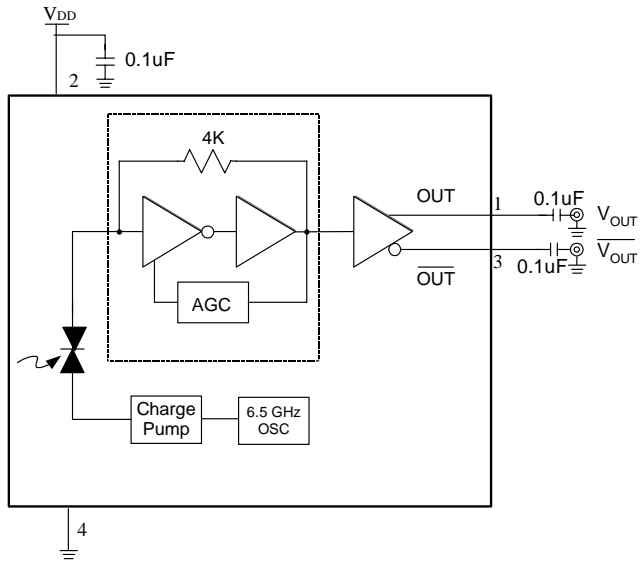 VDD
0.1uF
2
4K
OUT
1
0.1uF
VOUT
AGC
OUT
3
0.1uF
VOUT
Charge
Pump
6.5 GHz
OSC
4